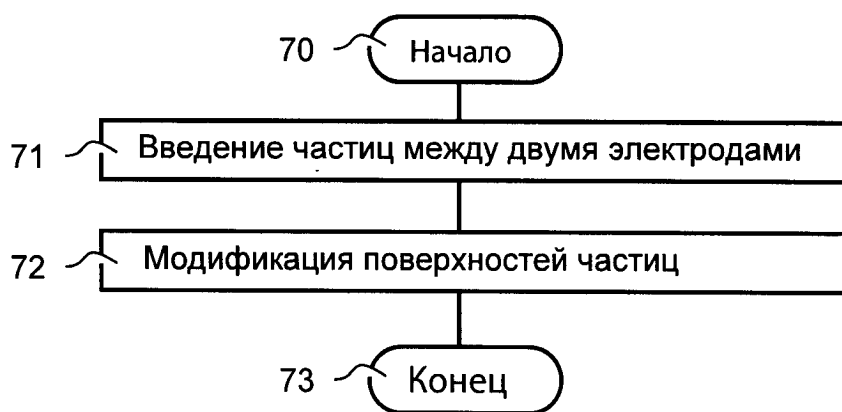 70 Начало
71 Введение частиц между двумя электродами
72 Модификация поверхностей частиц
73 Конец